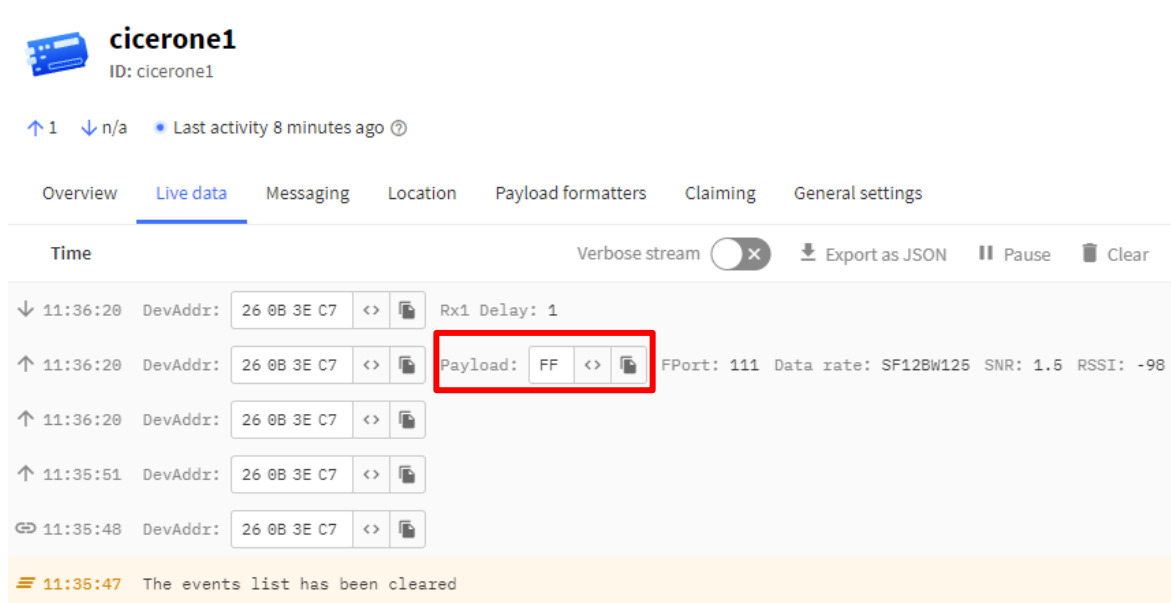 cicerone1
ID: cicerone1
1 n/a Last activity 8 minutes ago
Overview Live data Messaging Location Payload formatters Claiming General settings
Time Verbose stream Export as JSON Pause Clear
11:36:20 DevAddr: 26 0B 3E C7 <> Rx1 Delay: 1
11:36:20 DevAddr: 26 0B 3E C7 <> Payload: FF <> FPort: 111 Data rate: SF12BW125 SNR: 1.5 RSSI: -98
11:36:20 DevAddr: 26 0B 3E C7 <>
11:35:51 DevAddr: 26 0B 3E C7 <>
11:35:48 DevAddr: 26 0B 3E C7 <>
11:35:47 The events list has been cleared